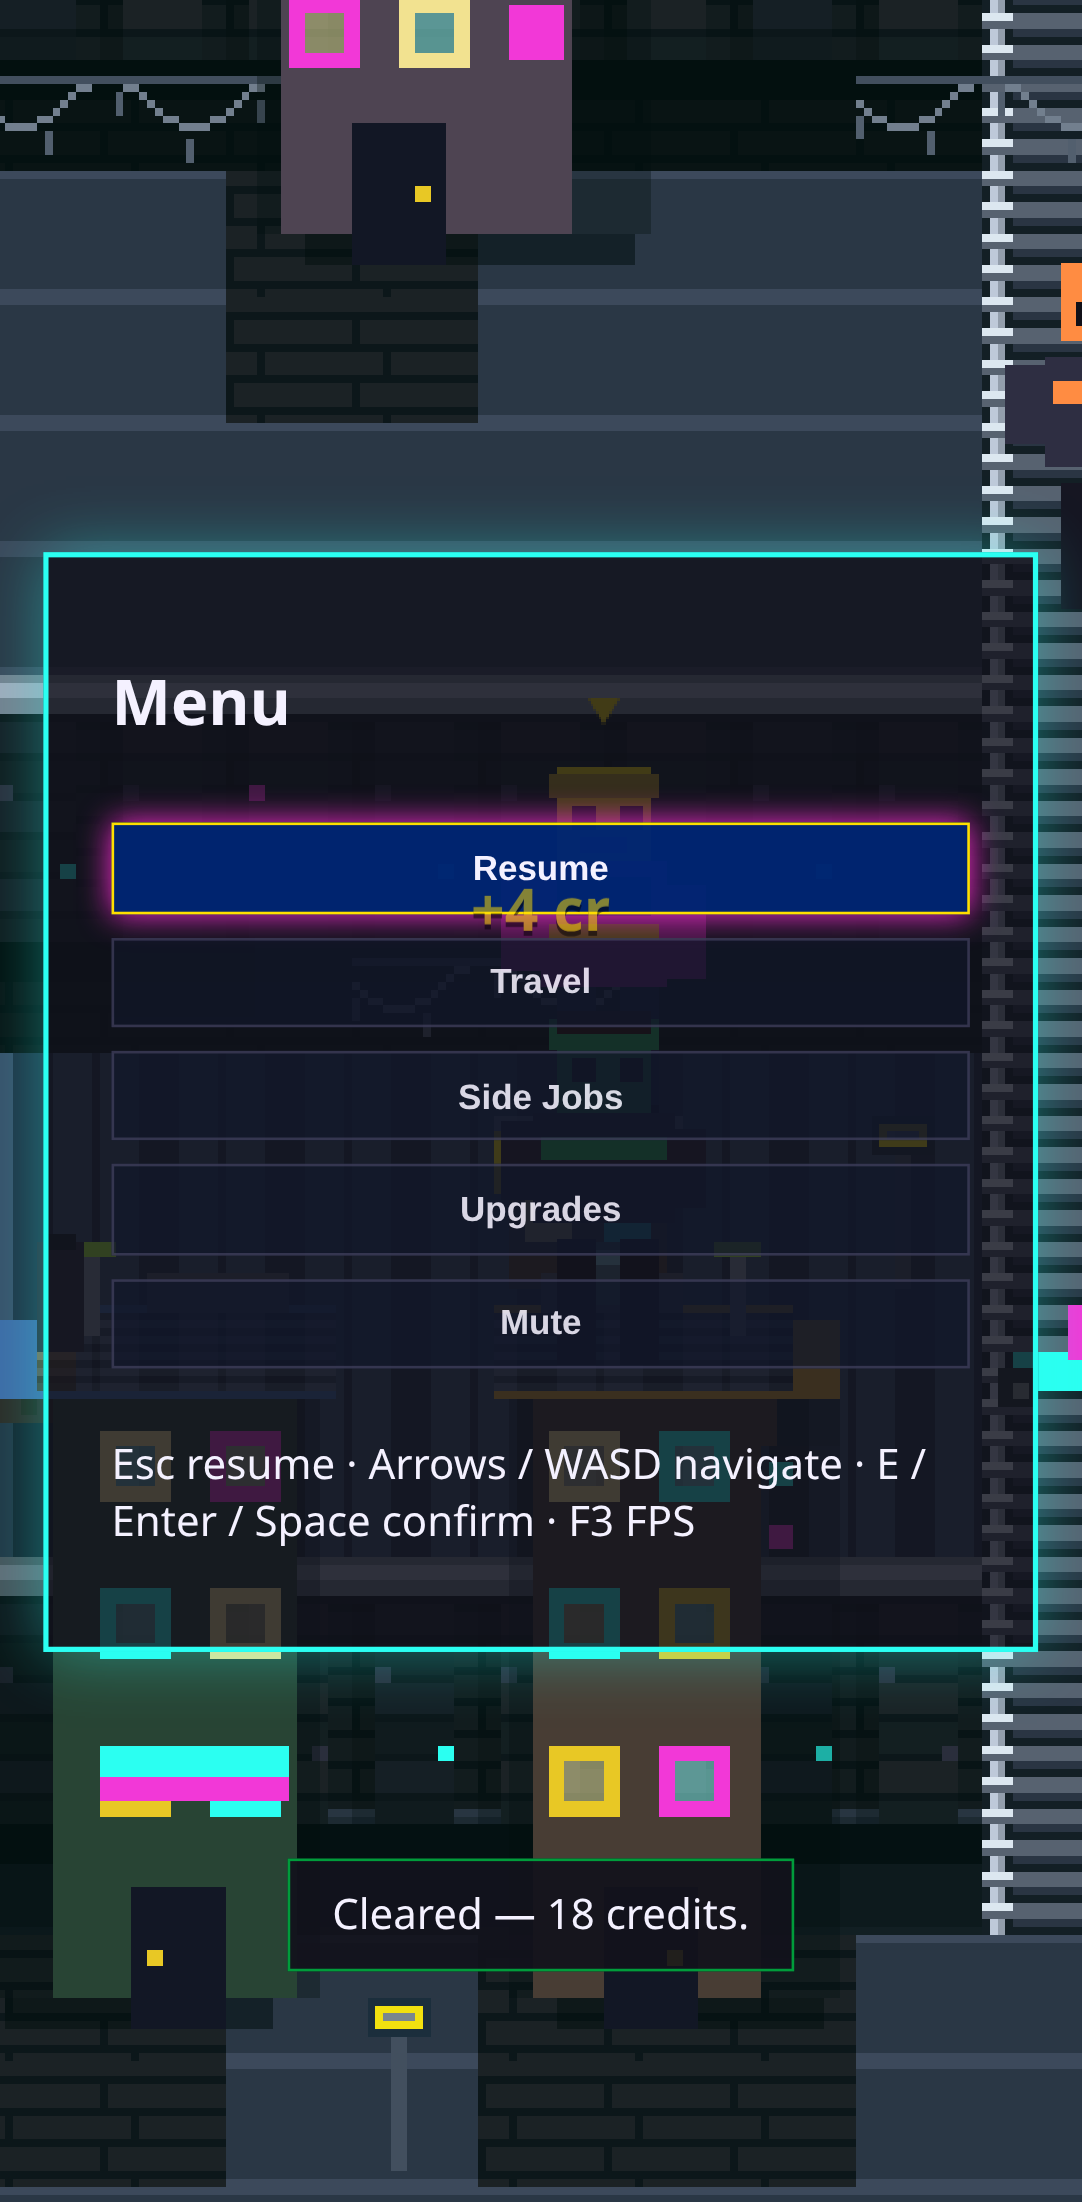 Menu
Resume
+4 cr
Travel
Side Jobs
Upgrades
Mute
Esc resume · Arrows / WASD navigate · E /
Enter / Space confirm · F3 FPS
Cleared — 18 credits.